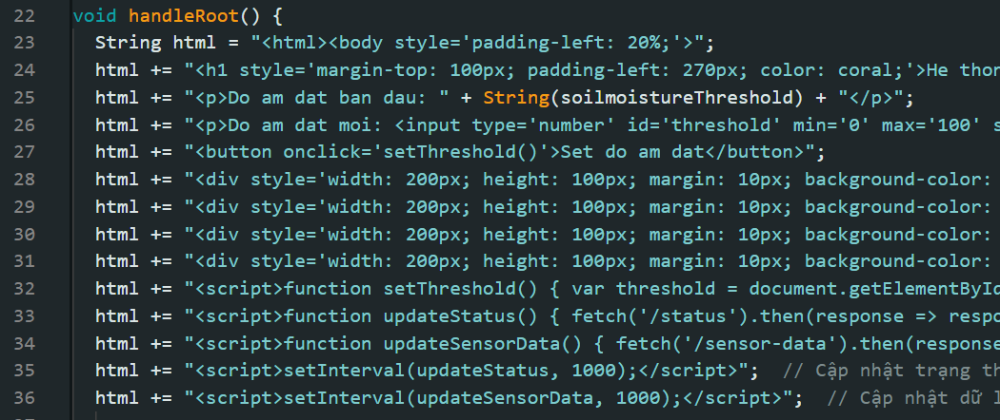 22 void handleRoot() {
23 String html = "<html><body style='padding-left: 20%;'>";
24 html += "<h1 style='margin-top: 100px; padding-left: 270px; color: coral;'>He thon
25 html += "<p>Do am dat ban dau: " + String(soilmoistureThreshold) + "</p>";
26 html += "<p>Do am dat moi: <input type='number' id='threshold' min='0' max='100' s
27 html += "<button onclick='setThreshold()'>Set do am dat</button>";
28 html += "<div style='width: 200px; height: 100px; margin: 10px; background-color:
29 html += "<div style='width: 200px; height: 100px; margin: 10px; background-color:
30 html += "<div style='width: 200px; height: 100px; margin: 10px; background-color:
31 html += "<div style='width: 200px; height: 100px; margin: 10px; background-color:
32 html += "<script>function setThreshold() { var threshold = document.getElementById
33 html += "<script>function updateStatus() { fetch('/status').then(response => respo
34 html += "<script>function updateSensorData() { fetch('/sensor-data').then(response
35 html += "<script>setInterval(updateStatus, 1000);</script>"; // Cập nhật trạng th
36 html += "<script>setInterval(updateSensorData, 1000);</script>"; // Cập nhật dữ l